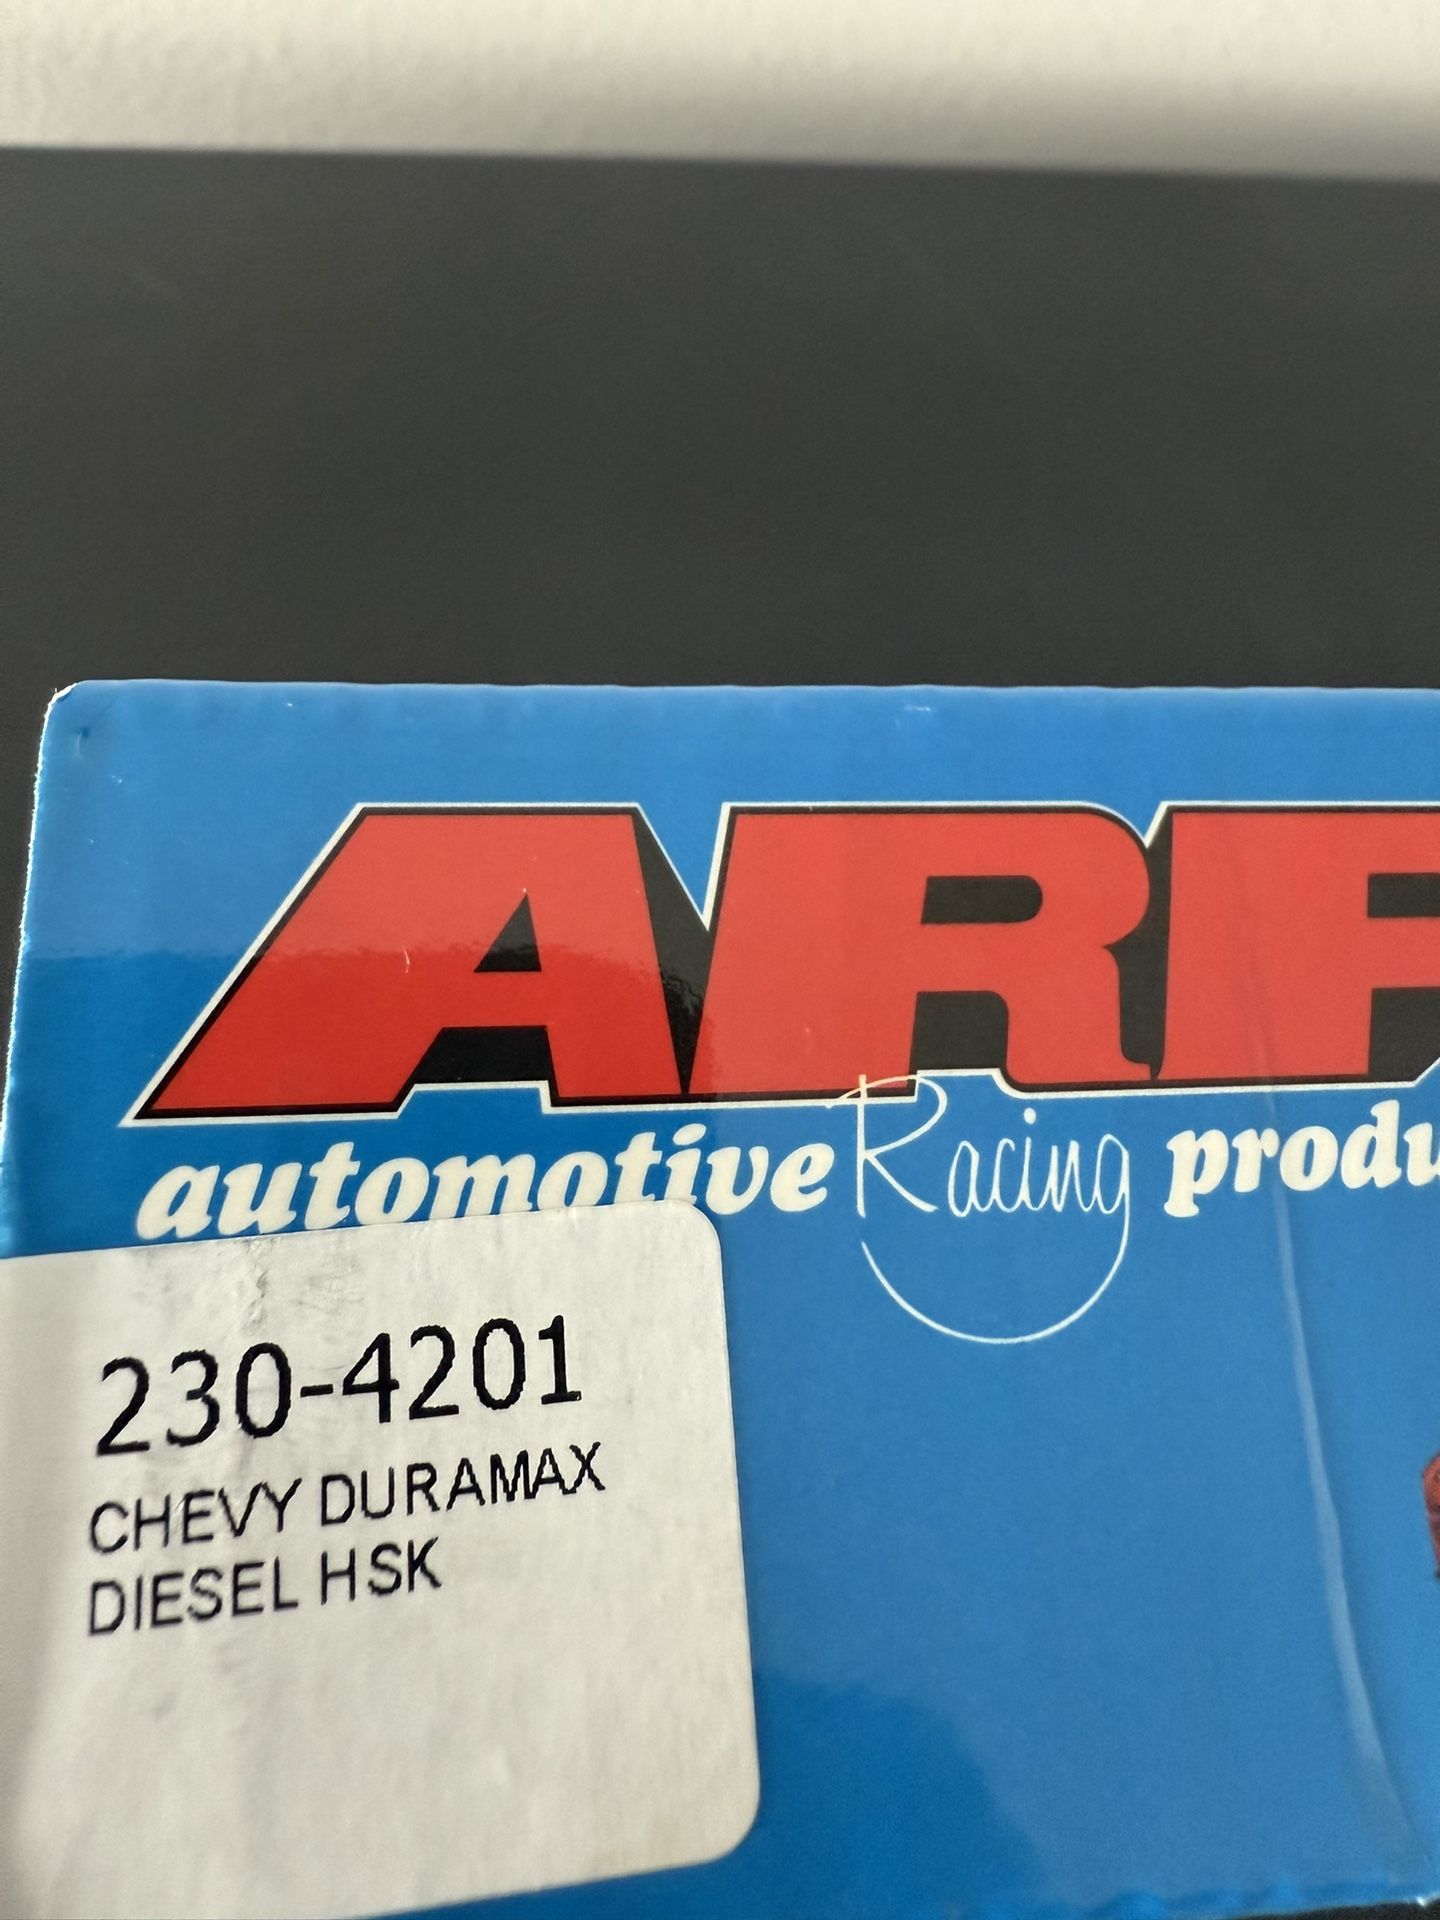 ARP
automotive Racing produ
230-4201
CHEVY DURAMAX
DIESEL HSK